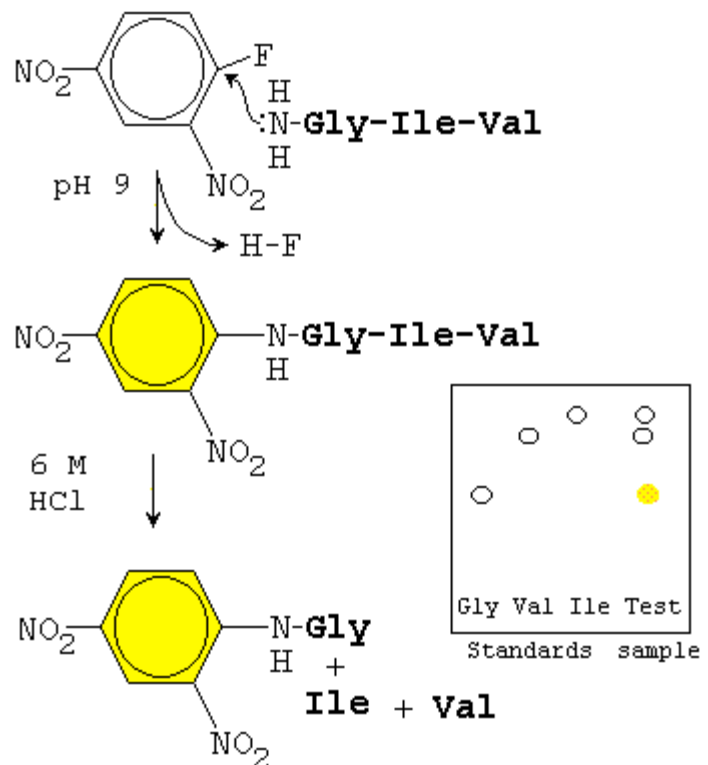 F
NO2
H
:N-Gly-Ile-Val
H
NO2
pH 9
H-F
NO2
N-Gly-Ile-Val
H
NO2
6 M
HCl
Gly Val Ile Test
Standards sample
NO2
N-Gly
H
+
Ile + Val
NO2